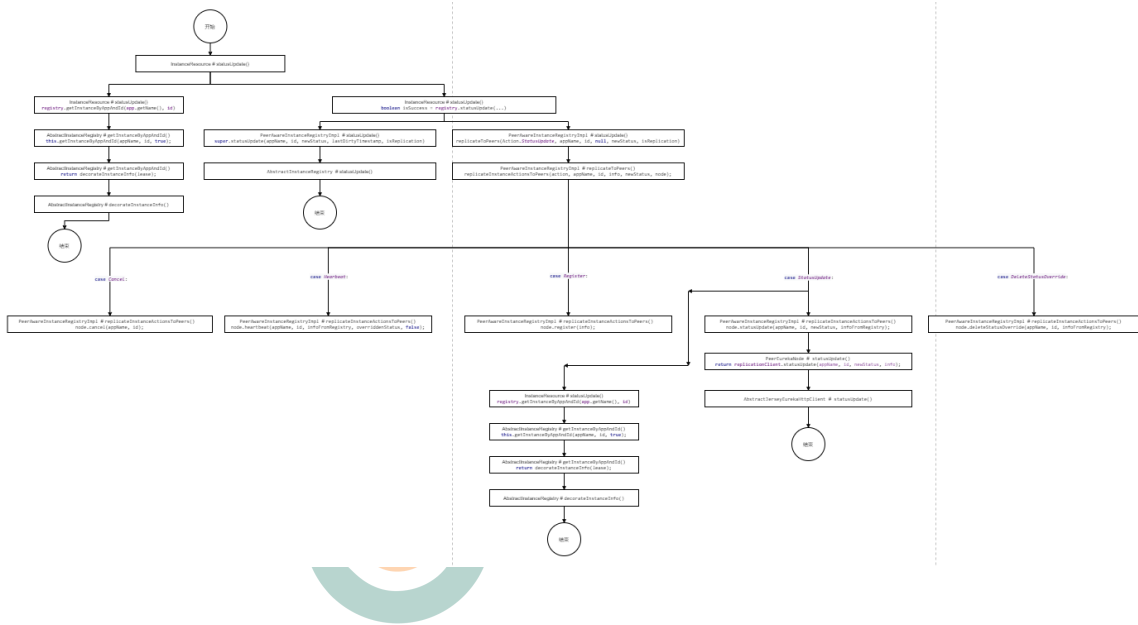 开始
InstanceResource # statusUpdate()
InstanceResource # statusUpdate()
registry.getInstanceByAppAndId(app.getName(), id)
InstanceResource # statusUpdate()
boolean isSuccess = registry.statusUpdate(...)
AbstractInstanceRegistry # getInstanceByAppAndId()
this.getInstanceByAppAndId(appName, id, true);
PeerAwareInstanceRegistryImpl # statusUpdate()
super.statusUpdate(appName, id, newStatus, lastDirtyTimestamp, isReplication)
PeerAwareInstanceRegistryImpl # statusUpdate()
replicateToPeers(Action.StatusUpdate, appName, id, null, newStatus, isReplication)
AbstractInstanceRegistry # getInstanceByAppAndId()
return decorateInstanceInfo(lease);
AbstractInstanceRegistry # statusUpdate()
PeerAwareInstanceRegistryImpl # replicateToPeers()
replicateInstanceActionsToPeers(action, appName, id, info, newStatus, node);
AbstractInstanceRegistry # decorateInstanceInfo()
结束
结束
case Cancel:
case Heartbeat:
case Register:
case StatusUpdate:
case DeleteStatusOverride:
PeerAwareInstanceRegistryImpl # replicateInstanceActionsToPeers()
node.cancel(appName, id);
PeerAwareInstanceRegistryImpl # replicateInstanceActionsToPeers()
node.heartbeat(appName, id, infoFromRegistry, overriddenStatus, false);
PeerAwareInstanceRegistryImpl # replicateInstanceActionsToPeers()
node.register(info);
PeerAwareInstanceRegistryImpl # replicateInstanceActionsToPeers()
node.statusUpdate(appName, id, newStatus, infoFromRegistry);
PeerAwareInstanceRegistryImpl # replicateInstanceActionsToPeers()
node.deleteStatusOverride(appName, id, infoFromRegistry);
PeerEurekaNode # statusUpdate()
return replicationClient.statusUpdate(appName, id, newStatus, info);
InstanceResource # statusUpdate()
registry.getInstanceByAppAndId(app.getName(), id)
AbstractJerseyEurekaHttpClient # statusUpdate()
AbstractInstanceRegistry # getInstanceByAppAndId()
this.getInstanceByAppAndId(appName, id, true);
结束
AbstractInstanceRegistry # getInstanceByAppAndId()
return decorateInstanceInfo(lease);
AbstractInstanceRegistry # decorateInstanceInfo()
结束